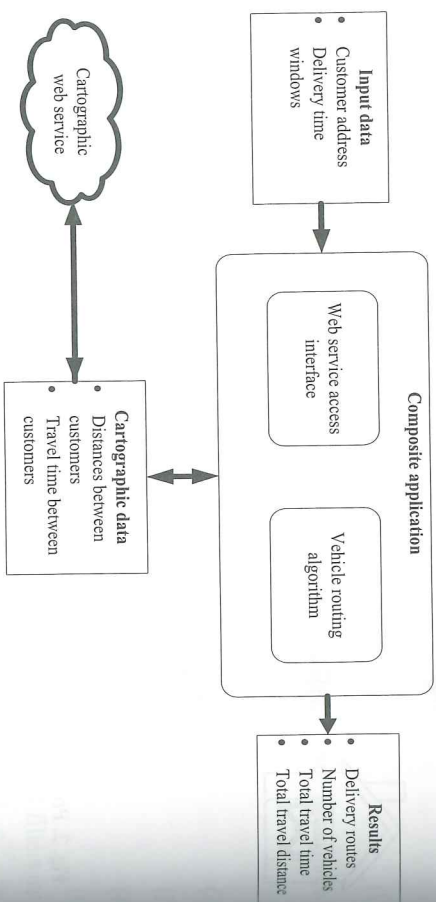 Input data
• Customer address
• Delivery time
windows
Composite application
Web service access
interface
Vehicle routing
algorithm
Results
• Delivery routes
• Number of vehicles
• Total travel time
• Total travel distance
Cartographic
web service
Cartographic data
• Distances between
customers
• Travel time between
customers